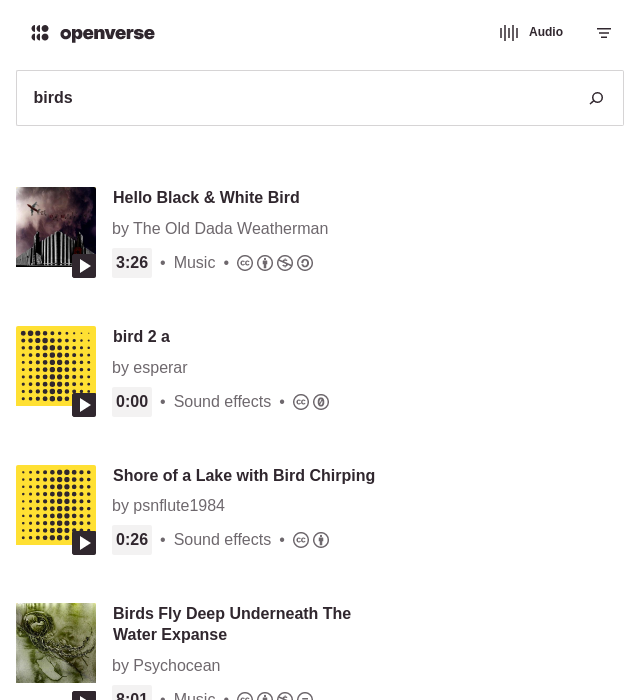 openverse
Audio
birds
Hello Black & White Bird
by The Old Dada Weatherman
3:26 • Music •
bird 2 a
by esperar
0:00 • Sound effects •
Shore of a Lake with Bird Chirping
by psnflute1984
0:26 • Sound effects •
Birds Fly Deep Underneath The
Water Expanse
by Psychocean
8:01 • Music •